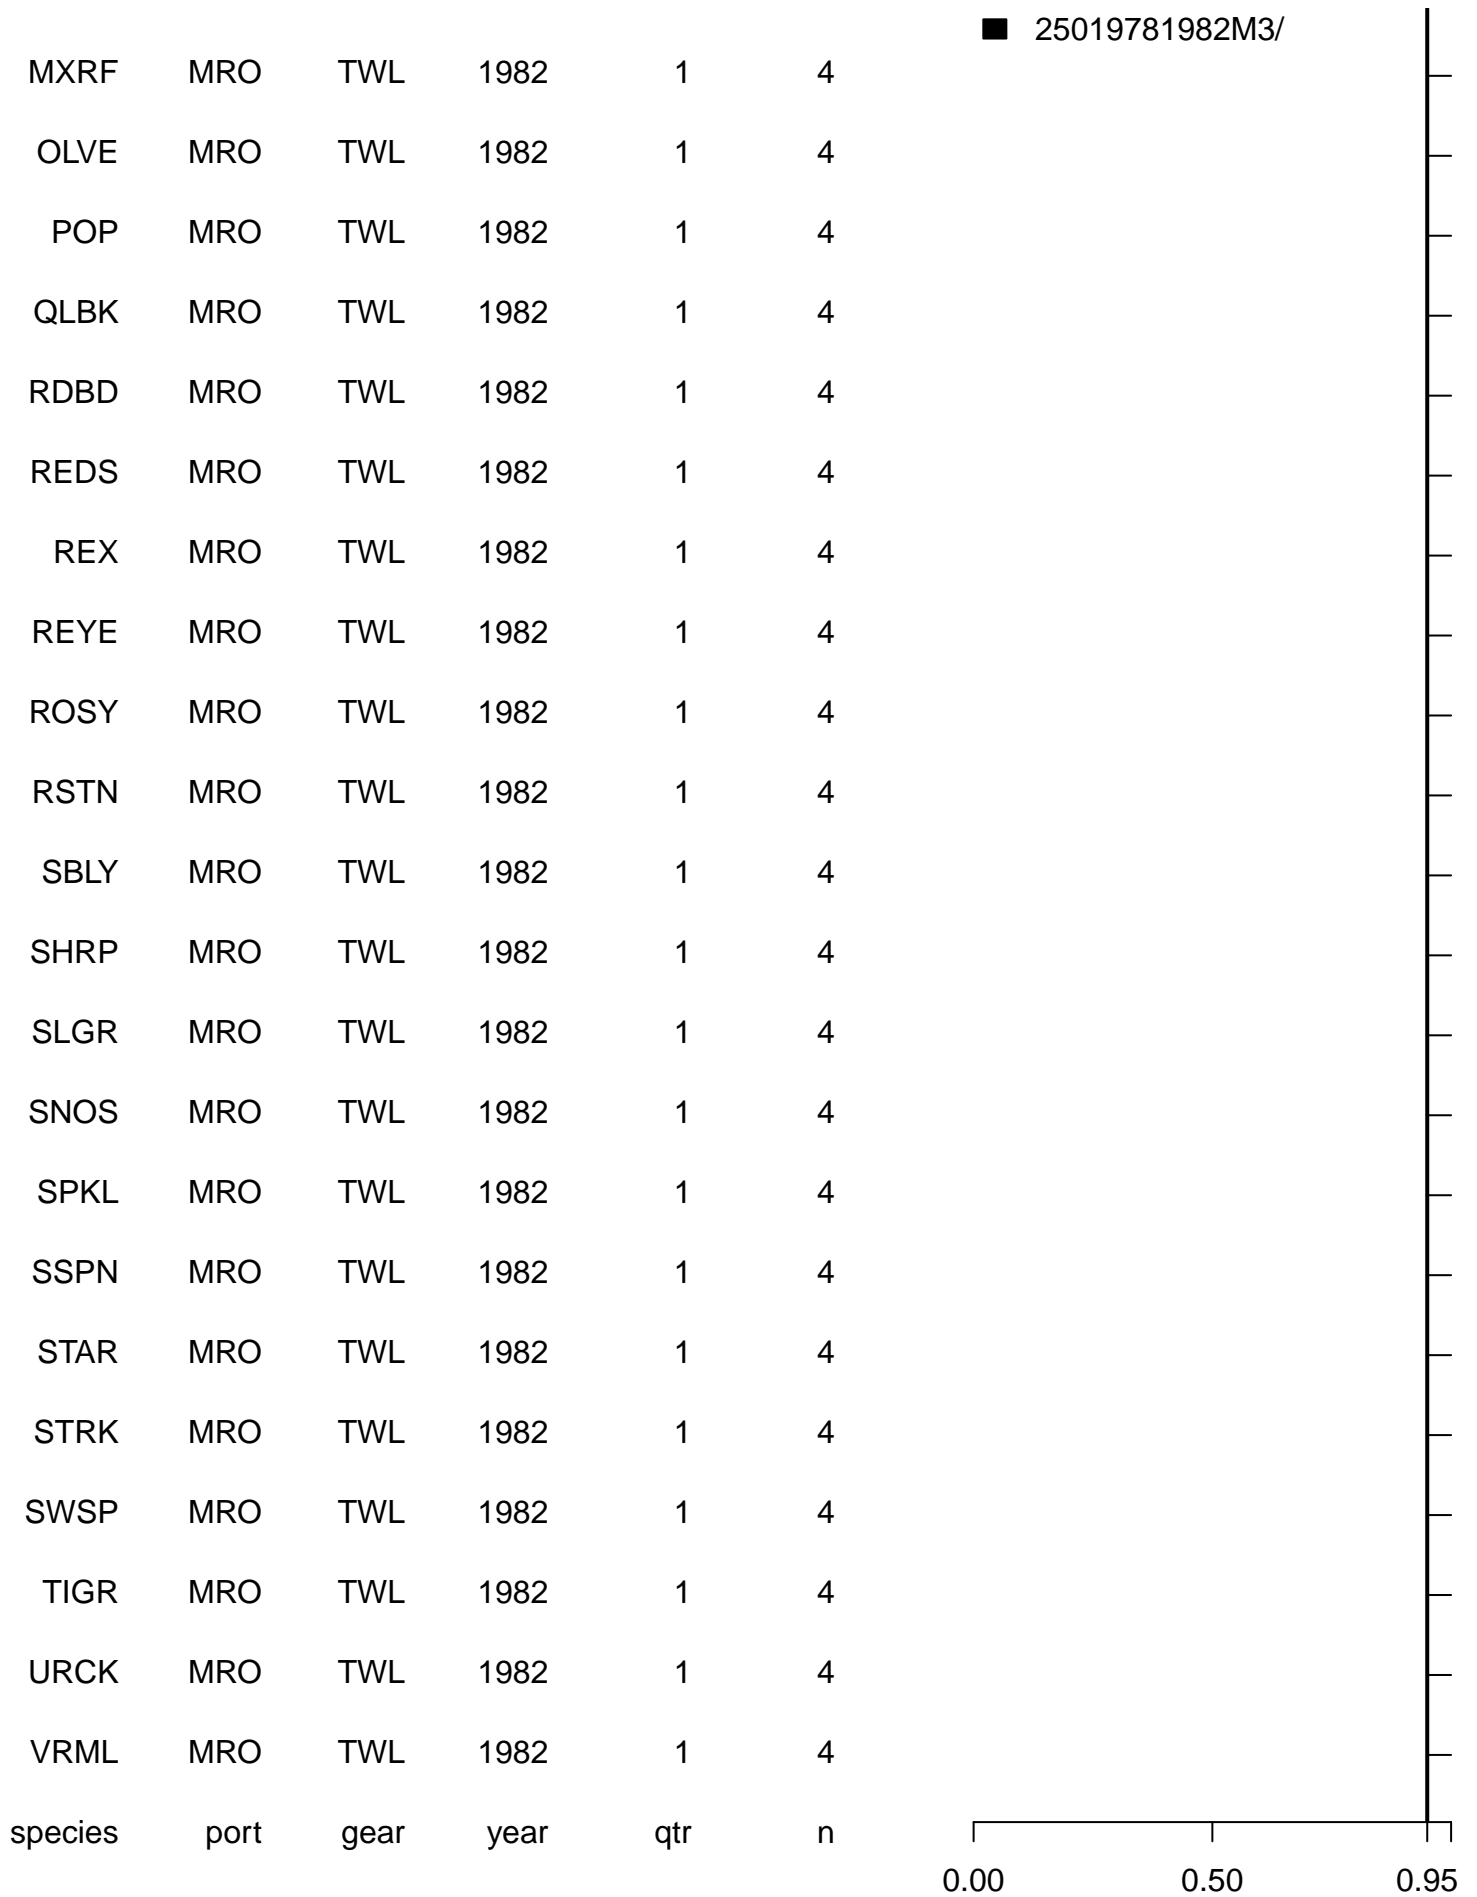 25019781982M3/
MXRF MRO TWL 1982 1 4
OLVE MRO TWL 1982 1 4
POP MRO TWL 1982 1 4
QLBK MRO TWL 1982 1 4
RDBD MRO TWL 1982 1 4
REDS MRO TWL 1982 1 4
REX MRO TWL 1982 1 4
REYE MRO TWL 1982 1 4
ROSY MRO TWL 1982 1 4
RSTN MRO TWL 1982 1 4
SBLY MRO TWL 1982 1 4
SHRP MRO TWL 1982 1 4
SLGR MRO TWL 1982 1 4
SNOS MRO TWL 1982 1 4
SPKL MRO TWL 1982 1 4
SSPN MRO TWL 1982 1 4
STAR MRO TWL 1982 1 4
STRK MRO TWL 1982 1 4
SWSP MRO TWL 1982 1 4
TIGR MRO TWL 1982 1 4
URCK MRO TWL 1982 1 4
VRML MRO TWL 1982 1 4
species port gear year qtr n
0.00 0.50 0.95